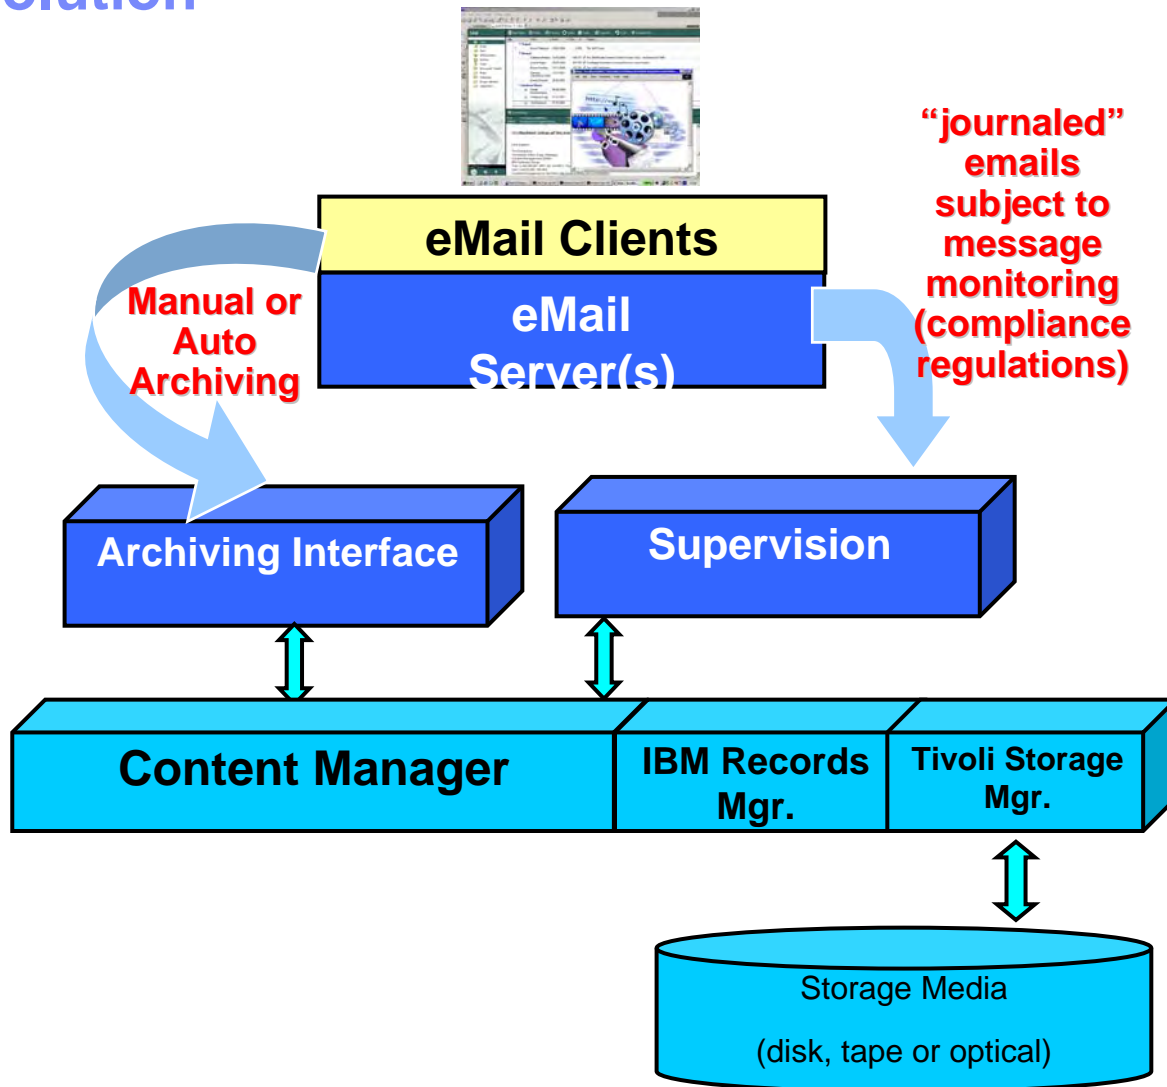 olution
eMail Clients
eMail
Server(s)
Manual or
Auto
Archiving
“journaled”
emails
subject to
message
monitoring
(compliance
regulations)
Archiving Interface
Supervision
Content Manager
IBM Records
Mgr.
Tivoli Storage
Mgr.
Storage Media
(disk, tape or optical)